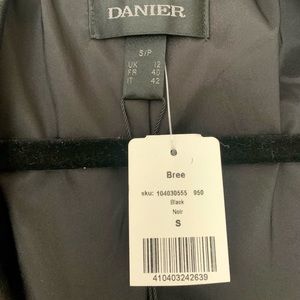 DANIER
S/P
UK 12
FR 40
IT 42
Bree
sku: 104030555 950
Black
Noir
S
410403242639